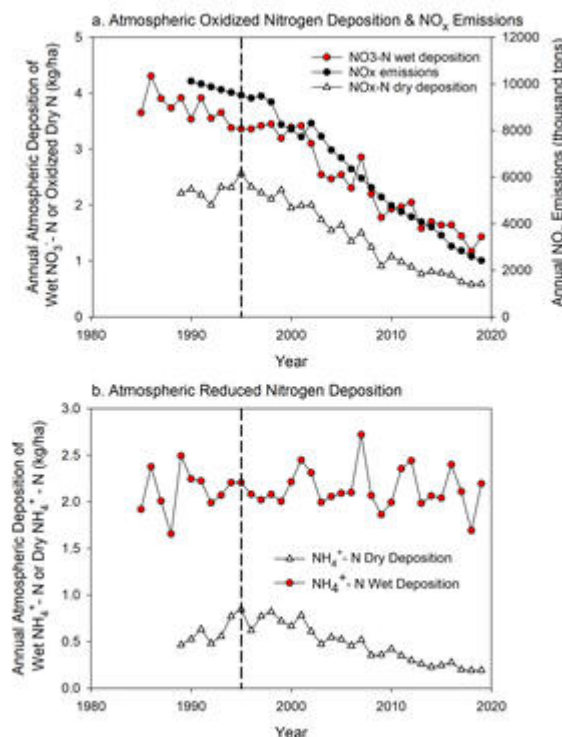 a. Atmospheric Oxidized Nitrogen Deposition & NOx Emissions
5
4
3
2
1
0
12000
10000
8000
6000
4000
2000
0
NO3-N wet deposition
NOx emissions
NOx-N dry deposition
Annual Atmospheric Deposition of
Wet NO3⁻- N or Oxidized Dry N (kg/ha)
Annual NOx Emissions (thousand tons)
1980
1990
2000
2010
2020
Year
b. Atmospheric Reduced Nitrogen Deposition
3.0
2.5
2.0
1.5
1.0
0.5
0.0
NH4⁺- N Dry Deposition
NH4⁺- N Wet Deposition
Annual Atmospheric Deposition of
Wet NH4⁺- N or Dry NH4⁺ - N (kg/ha)
1980
1990
2000
2010
2020
Year